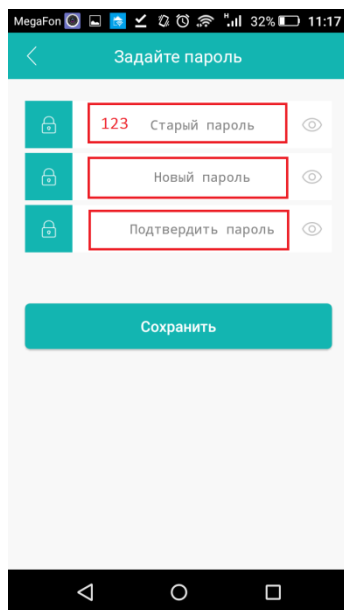 MegaFon 32% 11:17
Задайте пароль
123 Старый пароль
Новый пароль
Подтвердить пароль
Сохранить